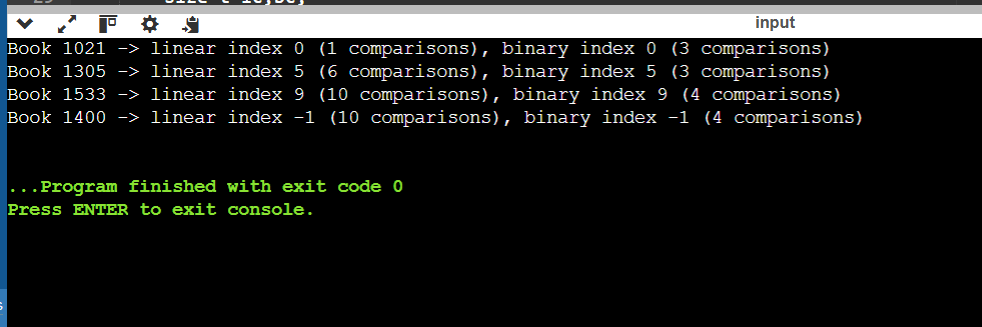 input
Book 1021 -> linear index 0 (1 comparisons), binary index 0 (3 comparisons)
Book 1305 -> linear index 5 (6 comparisons), binary index 5 (3 comparisons)
Book 1533 -> linear index 9 (10 comparisons), binary index 9 (4 comparisons)
Book 1400 -> linear index -1 (10 comparisons), binary index -1 (4 comparisons)
...Program finished with exit code 0
Press ENTER to exit console.